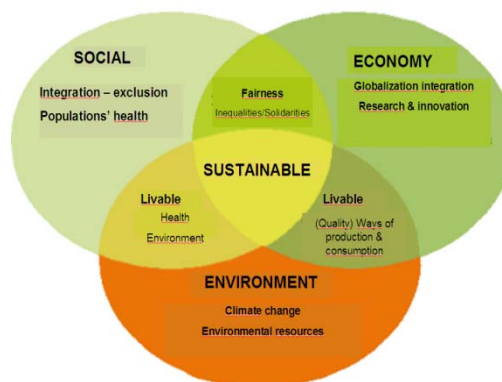 SOCIAL
Integration – exclusion
Populations' health
ECONOMY
Globalization integration
Research & innovation
Fairness
Inequalities/Solidarities
SUSTAINABLE
Livable
Health
Environment
Livable
(Quality) Ways of
production &
consumption
ENVIRONMENT
Climate change
Environmental resources